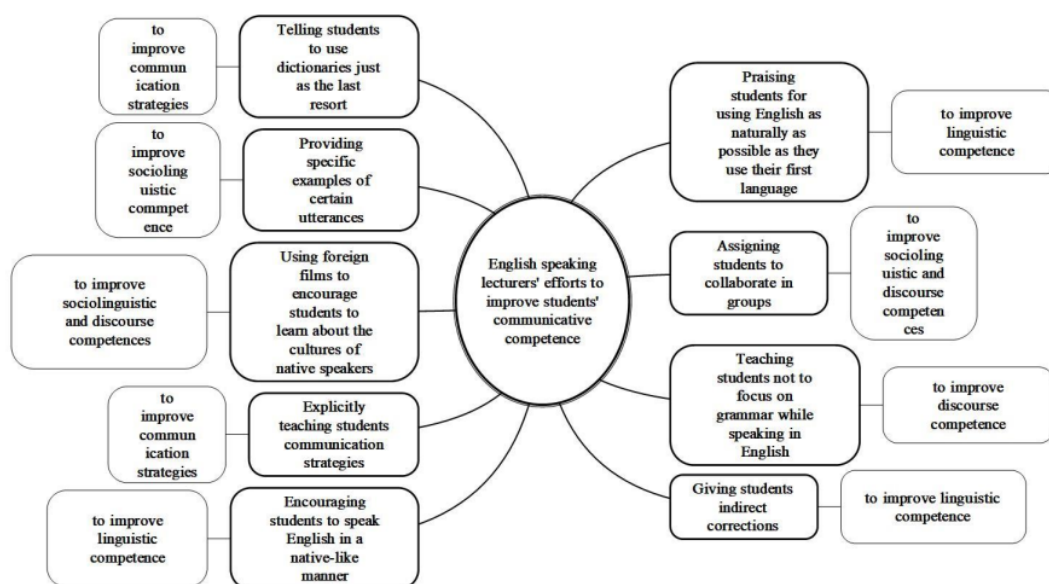 to
improve
commun
ication
strategies
Telling students
to use
dictionaries just
as the last
resort
to
improve
socioling
uistic
commpet
ence
Providing
specific
examples of
certain
utterances
to improve
sociolinguistic
and discourse
competences
Using foreign
films to
encourage
students to
learn about the
cultures of
native speakers
to
improve
commun
ication
strategies
Explicitly
teaching students
communication
strategies
to improve
linguistic
competence
Encouraging
students to speak
English in a
native-like
manner
English speaking
lecturers' efforts to
improve students'
communicative
competence
Praising
students for
using English as
naturally as
possible as they
use their first
language
to improve
linguistic
competence
Assigning
students to
collaborate in
groups
to
improve
socioling
uistic and
discourse
competen
ces
Teaching
students not to
focus on
grammar while
speaking in
English
to improve
discourse
competence
Giving students
indirect
corrections
to improve linguistic
competence